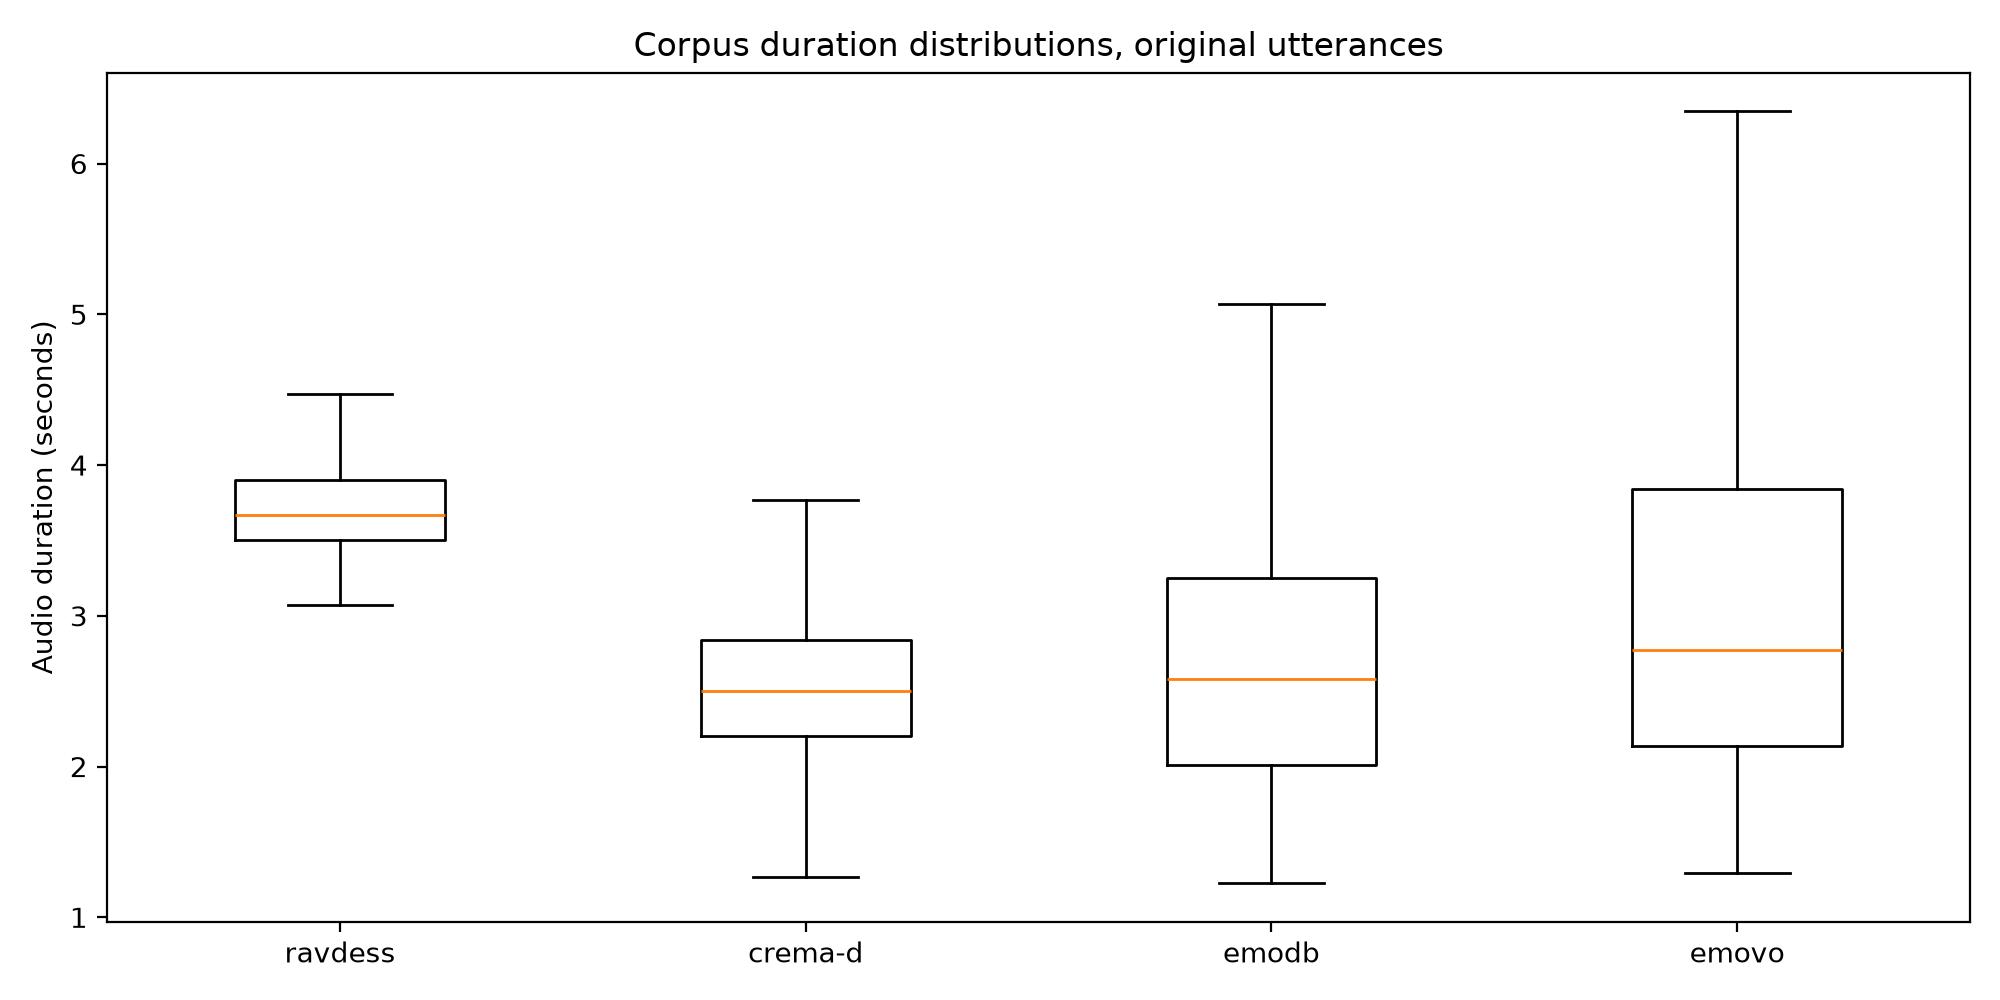 Corpus duration distributions, original utterances
Audio duration (seconds)
6
5
4
3
2
1
ravdess
crema-d
emodb
emovo